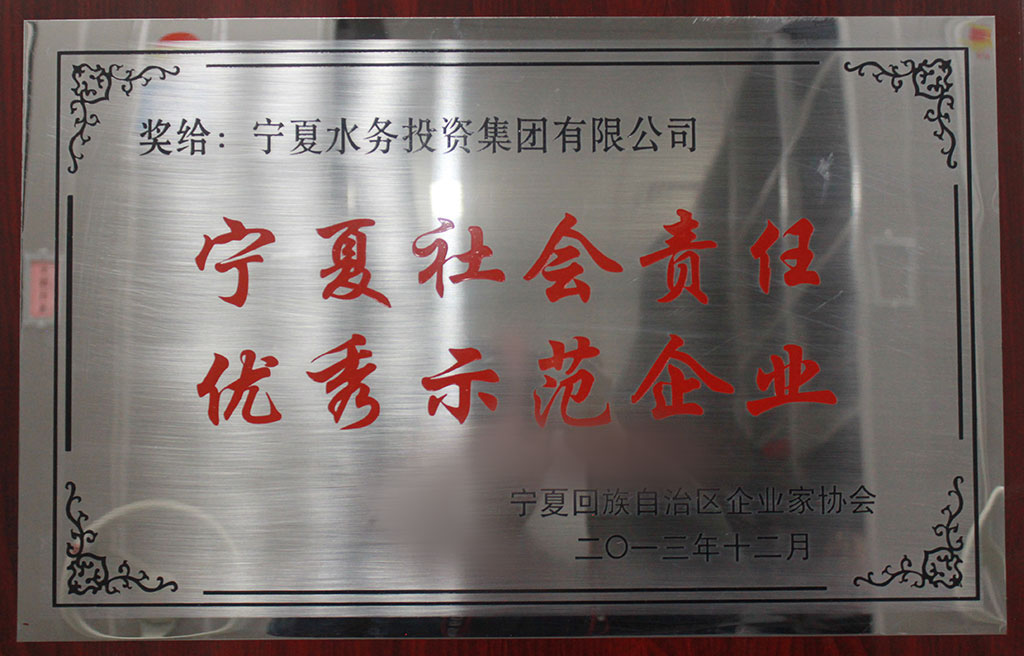 奖给：宁夏水务投资集团有限公司
宁夏社会责任
优秀示范企业
宁夏回族自治区企业家协会
二〇一三年十二月